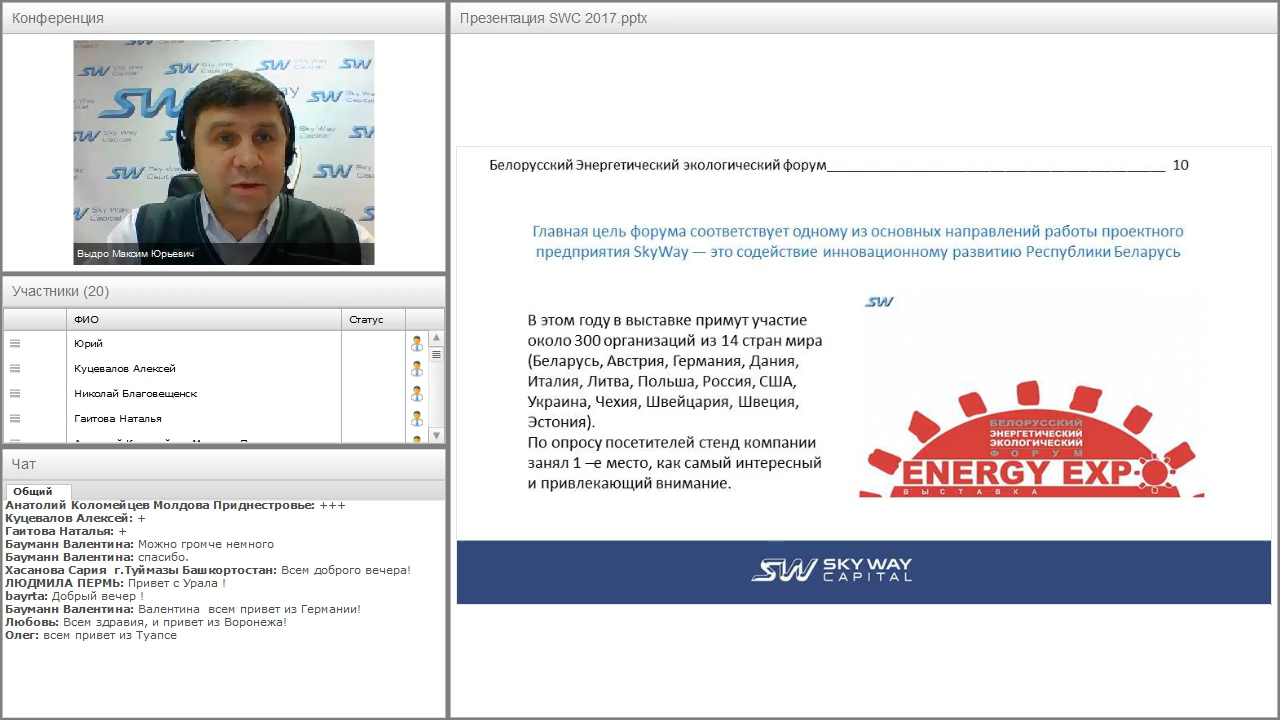 Конференция
SW Sky Way Capital
Выдро Максим Юрьевич
Участники (20)
ФИО Статус
Юрий
Куцевалов Алексей
Николай Благовещенск
Гаитова Наталья
Чат
Общий
Анатолий Коломейцев Молдова Приднестровье: +++
Куцевалов Алексей: +
Гаитова Наталья: +
Бауманн Валентина: Можно громче немного
Бауманн Валентина: спасибо.
Хасанова Сария г.Туймазы Башкортостан: Всем доброго вечера!
ЛЮДМИЛА ПЕРМЬ: Привет с Урала !
bayrta: Добрый вечер !
Бауманн Валентина: Валентина всем привет из Германии!
Любовь: Всем здравия, и привет из Воронежа!
Олег: всем привет из Туапсе
Презентация SWC 2017.pptx
Белорусский Энергетический экологический форум 10
Главная цель форума соответствует одному из основных направлений работы проектного
предприятия SkyWay — это содействие инновационному развитию Республики Беларусь
В этом году в выставке примут участие
около 300 организаций из 14 стран мира
(Беларусь, Австрия, Германия, Дания,
Италия, Литва, Польша, Россия, США,
Украина, Чехия, Швейцария, Швеция,
Эстония).
По опросу посетителей стенд компании
занял 1 –е место, как самый интересный
и привлекающий внимание.
SW
БЕЛОРУССКИЙ
ЭНЕРГЕТИЧЕСКИЙ
ЭКОЛОГИЧЕСКИЙ
ФОРУМ
ENERGY EXPO
ВЫСТАВКА
SW SKY WAY
CAPITAL